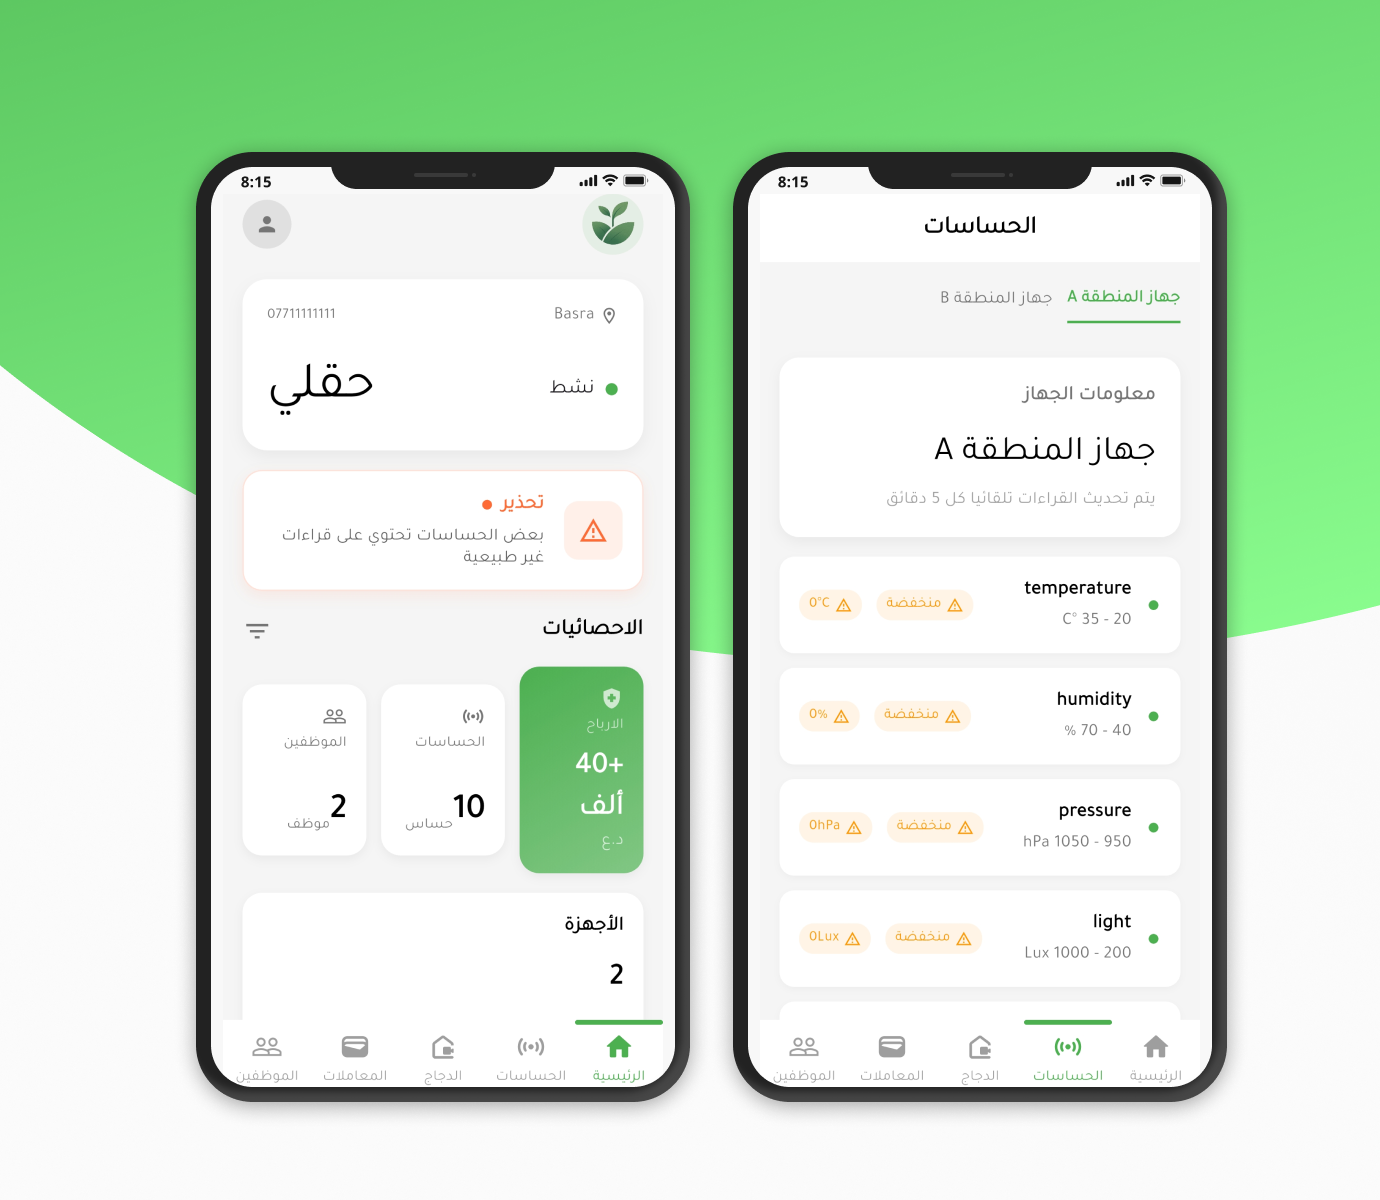 8:15
07711111111
Basra
حقلي
نشط
تحذير
بعض الحساسات تحتوي على قراءات
غير طبيعية
الاحصائيات
الارباح
40+
ألف
د.ع
الحساسات
10 حساس
الموظفين
2 موظف
الأجهزة
2
الرئيسية
الحساسات
الدجاج
المعاملات
الموظفين
8:15
الحساسات
جهاز المنطقة A
جهاز المنطقة B
معلومات الجهاز
جهاز المنطقة A
يتم تحديث القراءات تلقائيا كل 5 دقائق
temperature
20 - 35 °C
منخفضة
0°C
humidity
40 - 70 %
منخفضة
0%
pressure
950 - 1050 hPa
منخفضة
0hPa
light
200 - 1000 Lux
منخفضة
0Lux
الرئيسية
الحساسات
الدجاج
المعاملات
الموظفين